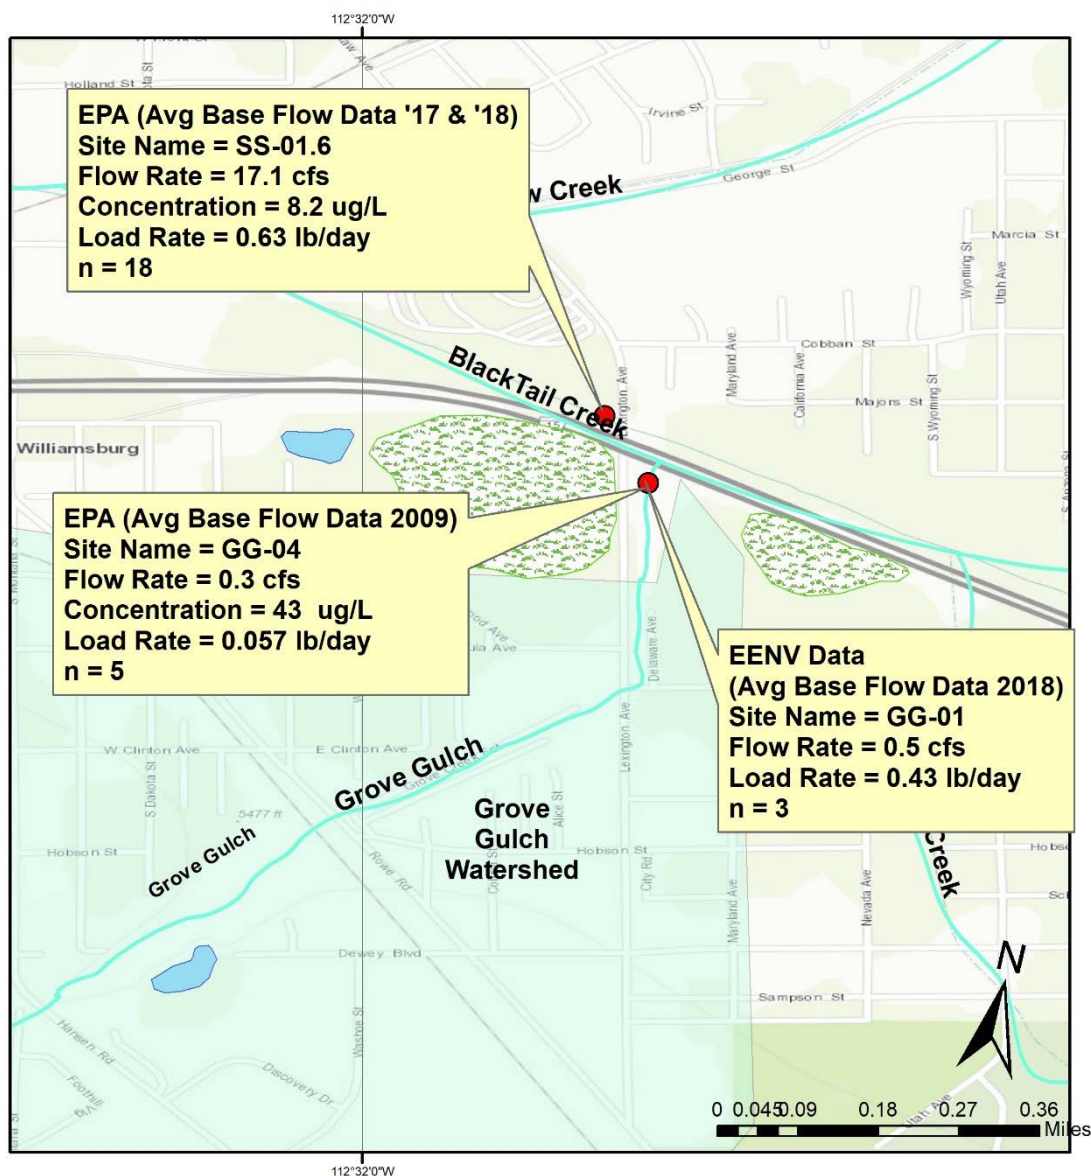 112°32'0"W
Holland St
EPA (Avg Base Flow Data '17 & '18)
Site Name = SS-01.6
Flow Rate = 17.1 cfs
Concentration = 8.2 ug/L
Load Rate = 0.63 lb/day
n = 18
Irvine St
w Creek
George St
Marcia St
Wyoming St
Utah Ave
Cobban St
Maryland Ave
California Ave
Majors St
S Wyoming St
BlackTail Creek
15
Williamsburg
EPA (Avg Base Flow Data 2009)
Site Name = GG-04
Flow Rate = 0.3 cfs
Concentration = 43 ug/L
Load Rate = 0.057 lb/day
n = 5
Delaware Ave
EENV Data
(Avg Base Flow Data 2018)
Site Name = GG-01
Flow Rate = 0.5 cfs
Load Rate = 0.43 lb/day
n = 3
W Clinton Ave
E Clinton Ave
S Dakota St
Lexington Ave
Grove Gulch
5477 ft
Grove
Gulch
Watershed
Alice St
Hobson St
Hobson St
Grove Gulch
Rowe Rd
City Rd
Maryland Ave
Nevada Ave
Creek
Dewey Blvd
Sampson St
N
Hansen Rd
Washoe St
Discovery Dr
Foothill
Utah Ave
0 0.045 0.09 0.18 0.27 0.36
Miles
112°32'0"W